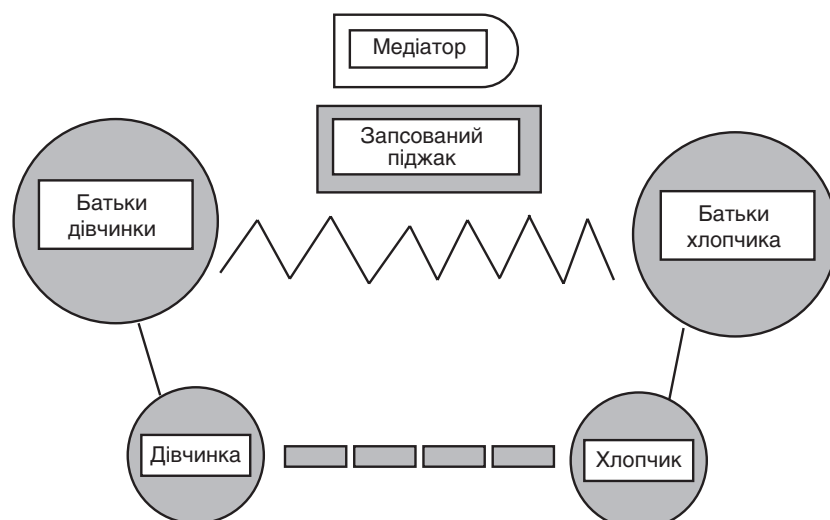 Медіатор
Запсований
піджак
Батьки
дівчинки
Батьки
хлопчика
Дівчинка
Хлопчик